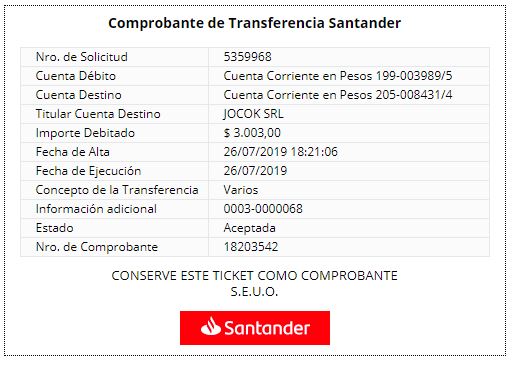 Comprobante de Transferencia Santander
Nro. de Solicitud 5359968
Cuenta Débito Cuenta Corriente en Pesos 199-003989/5
Cuenta Destino Cuenta Corriente en Pesos 205-008431/4
Titular Cuenta Destino JOCOK SRL
Importe Debitado $ 3.003,00
Fecha de Alta 26/07/2019 18:21:06
Fecha de Ejecución 26/07/2019
Concepto de la Transferencia Varios
Información adicional 0003-0000068
Estado Aceptada
Nro. de Comprobante 18203542
CONSERVE ESTE TICKET COMO COMPROBANTE
S.E.U.O.
Santander